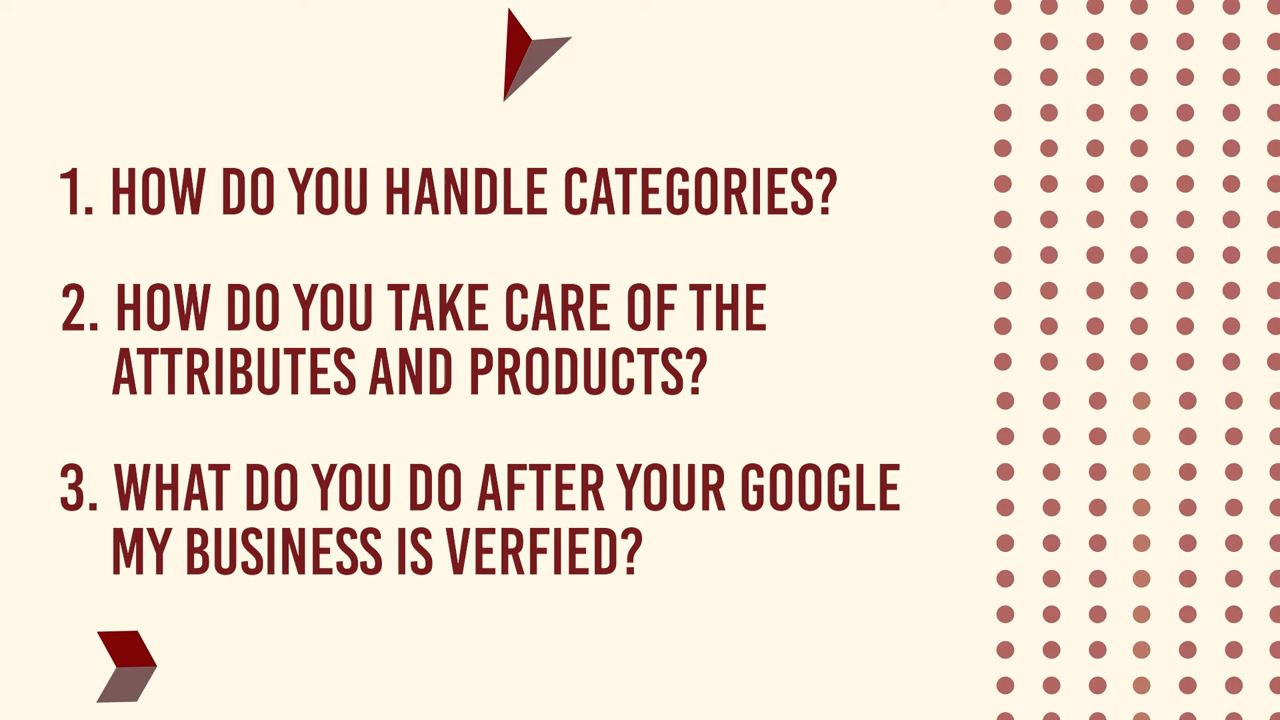 1. HOW DO YOU HANDLE CATEGORIES?
2. HOW DO YOU TAKE CARE OF THE
ATTRIBUTES AND PRODUCTS?
3. WHAT DO YOU DO AFTER YOUR GOOGLE
MY BUSINESS IS VERFIED?